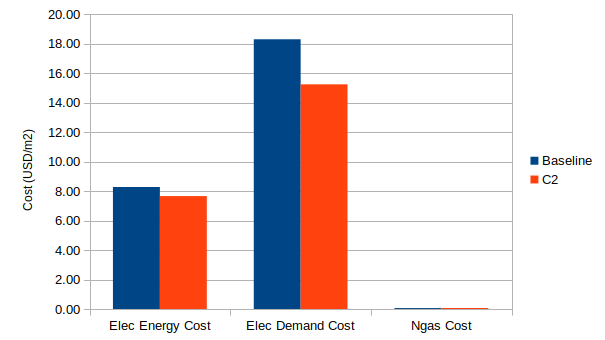 20.00
18.00
16.00
14.00
12.00
10.00
8.00
6.00
4.00
2.00
0.00
Cost (USD/m2)
Elec Energy Cost
Elec Demand Cost
Ngas Cost
Baseline
C2